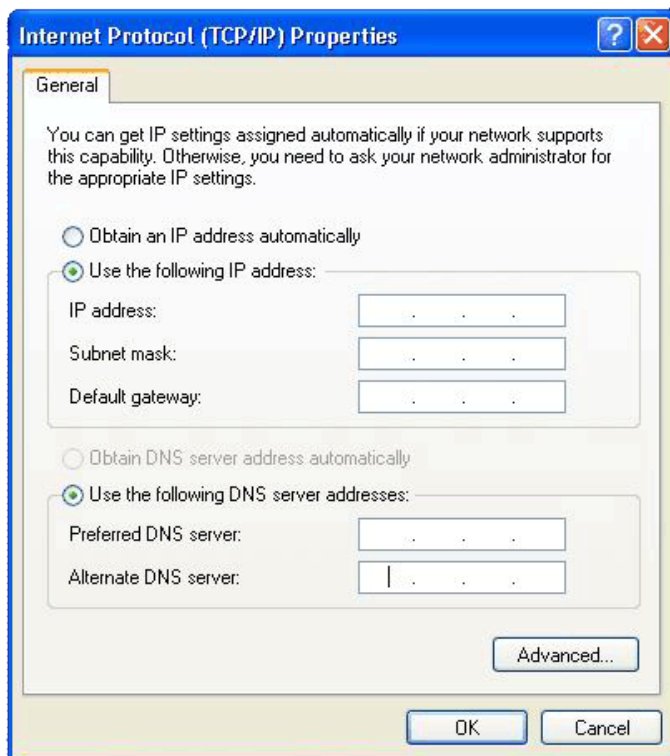 Internet Protocol (TCP/IP) Properties
General
You can get IP settings assigned automatically if your network supports
this capability. Otherwise, you need to ask your network administrator for
the appropriate IP settings.
Obtain an IP address automatically
Use the following IP address:
IP address:
Subnet mask:
Default gateway:
Obtain DNS server address automatically
Use the following DNS server addresses:
Preferred DNS server:
Alternate DNS server:
Advanced...
OK Cancel